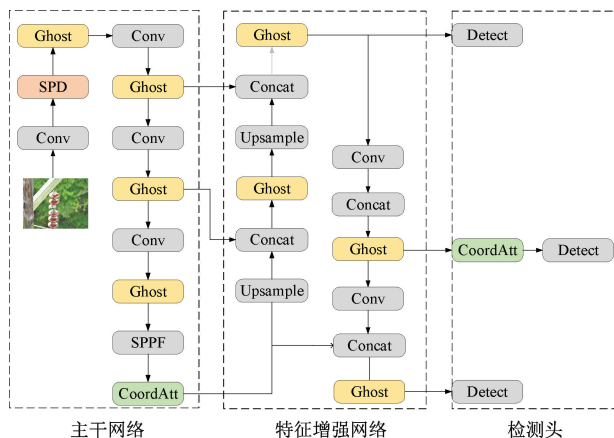 Ghost
Conv
SPD
Ghost
Conv
Conv
Ghost
Conv
Ghost
SPPF
CoordAtt
主干网络
Ghost
Concat
Upsample
Ghost
Concat
Upsample
Conv
Concat
Ghost
Conv
Concat
Ghost
特征增强网络
Detect
CoordAtt
Detect
Detect
检测头